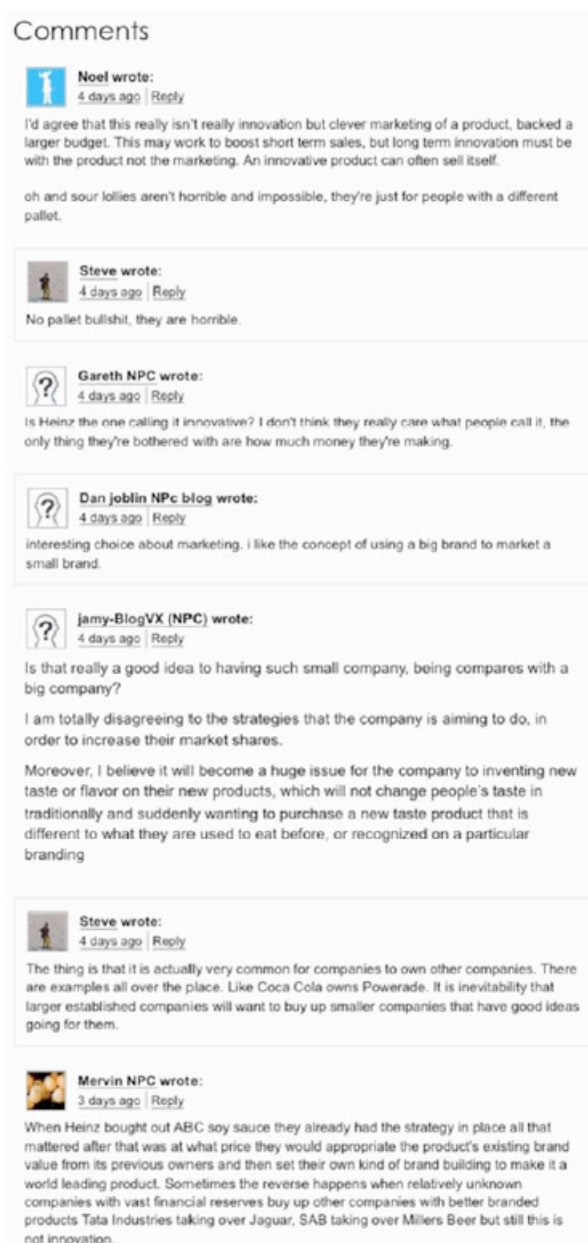 Comments
Noel wrote:
4 days ago | Reply
I'd agree that this really isn't really innovation but clever marketing of a product, backed a
larger budget. This may work to boost short term sales, but long term innovation must be
with the product not the marketing. An innovative product can often sell itself.
oh and sour lollies aren't horrible and impossible, they're just for people with a different
pallet.
Steve wrote:
4 days ago | Reply
No pallet bullshit, they are horrible.
Gareth NPC wrote:
4 days ago | Reply
Is Heinz the one calling it innovative? I don't think they really care what people call it, the
only thing they're bothered with are how much money they're making.
Dan joblin NPc blog wrote:
4 days ago | Reply
interesting choice about marketing. i like the concept of using a big brand to market a
small brand.
jamy-BlogVX (NPC) wrote:
4 days ago | Reply
Is that really a good idea to having such small company, being compares with a
big company?
I am totally disagreeing to the strategies that the company is aiming to do, in
order to increase their market shares.
Moreover, I believe it will become a huge issue for the company to inventing new
taste or flavor on their new products, which will not change people's taste in
traditionally and suddenly wanting to purchase a new taste product that is
different to what they are used to eat before, or recognized on a particular
branding
Steve wrote:
4 days ago | Reply
The thing is that it is actually very common for companies to own other companies. There
are examples all over the place. Like Coca Cola owns Powerade. It is inevitability that
larger established companies will want to buy up smaller companies that have good ideas
going for them.
Mervin NPC wrote:
3 days ago | Reply
When Heinz bought out ABC soy sauce they already had the strategy in place all that
mattered after that was at what price they would appropriate the product's existing brand
value from its previous owners and then set their own kind of brand building to make it a
world leading product. Sometimes the reverse happens when relatively unknown
companies with vast financial reserves buy up other companies with better branded
products Tata Industries taking over Jaguar, SAB taking over Millers Beer but still this is
not innovation.